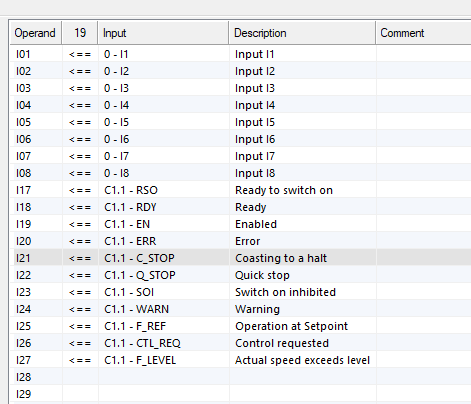 Operand 19 Input Description Comment
I01 <== 0 - I1 Input I1
I02 <== 0 - I2 Input I2
I03 <== 0 - I3 Input I3
I04 <== 0 - I4 Input I4
I05 <== 0 - I5 Input I5
I06 <== 0 - I6 Input I6
I07 <== 0 - I7 Input I7
I08 <== 0 - I8 Input I8
I17 <== C1.1 - RSO Ready to switch on
I18 <== C1.1 - RDY Ready
I19 <== C1.1 - EN Enabled
I20 <== C1.1 - ERR Error
I21 <== C1.1 - C_STOP Coasting to a halt
I22 <== C1.1 - Q_STOP Quick stop
I23 <== C1.1 - SOI Switch on inhibited
I24 <== C1.1 - WARN Warning
I25 <== C1.1 - F_REF Operation at Setpoint
I26 <== C1.1 - CTL_REQ Control requested
I27 <== C1.1 - F_LEVEL Actual speed exceeds level
I28
I29